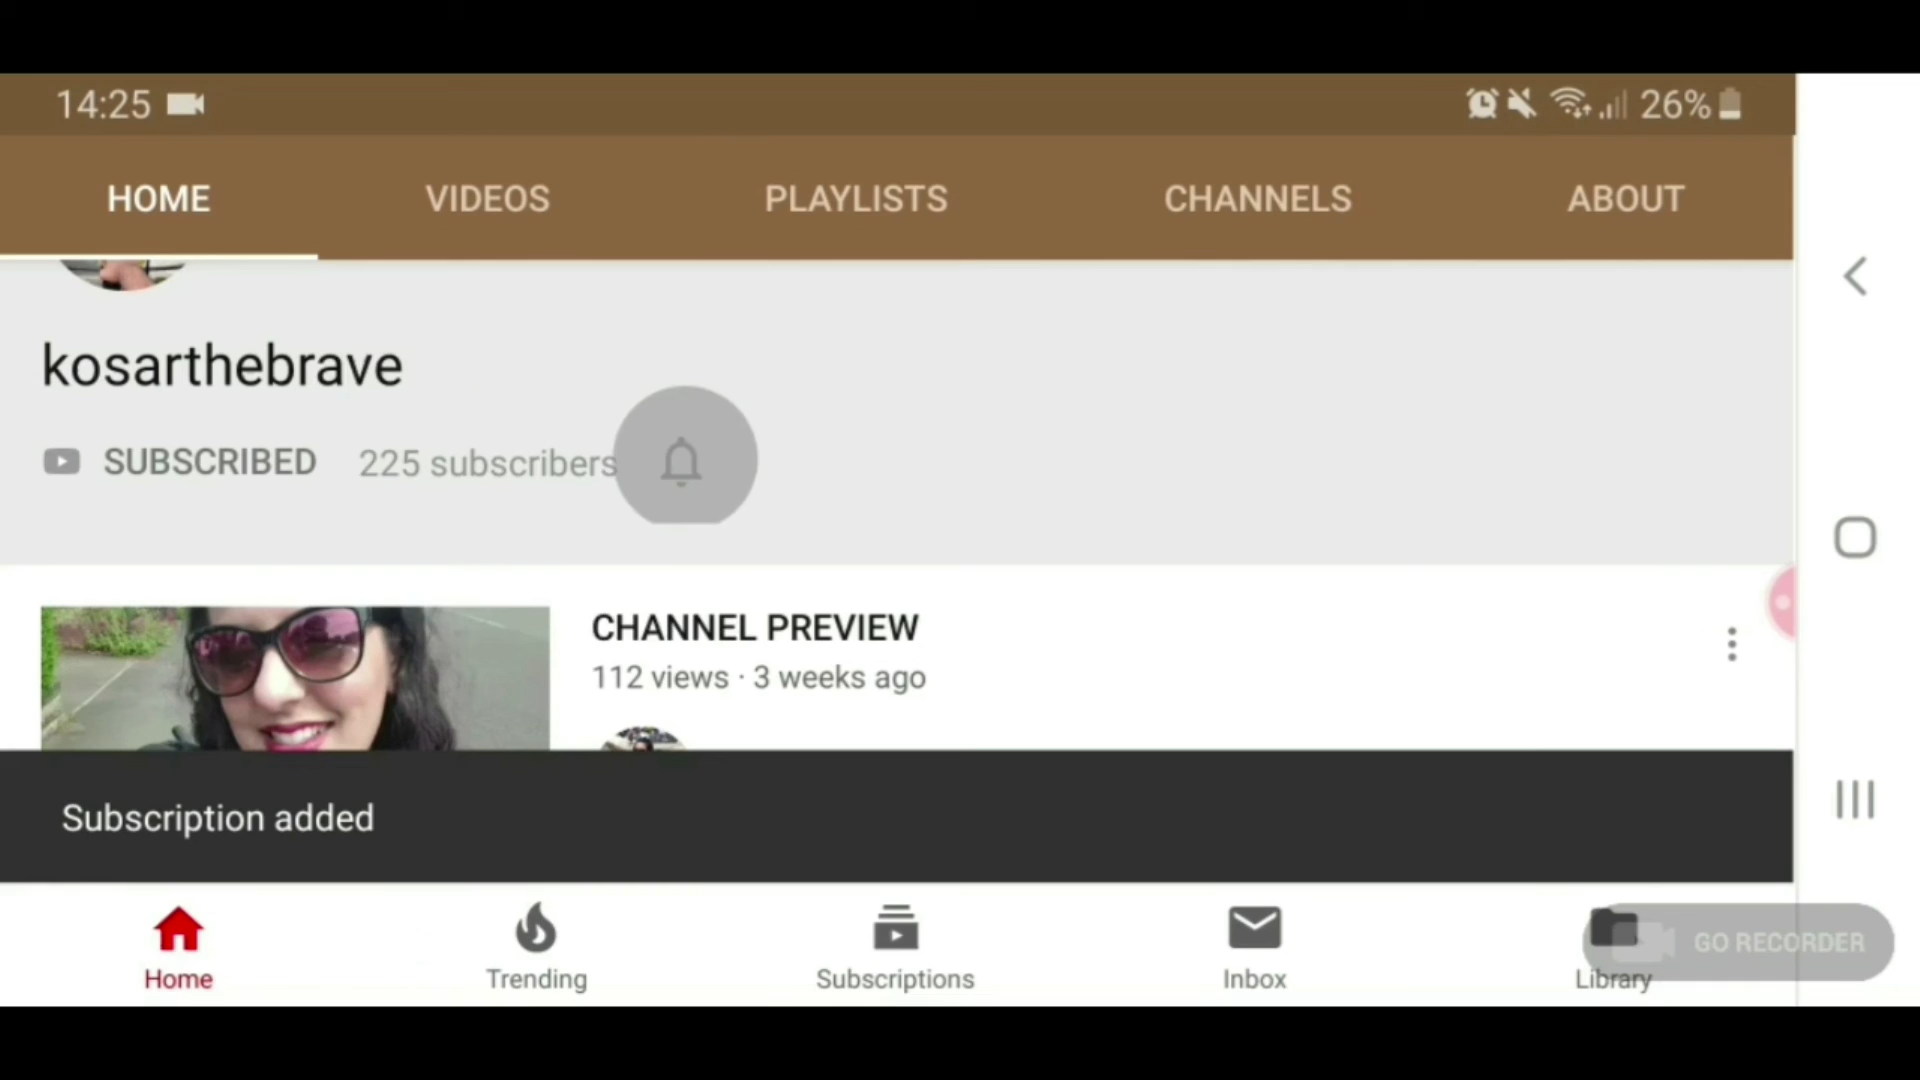 14:25 26%
HOME VIDEOS PLAYLISTS CHANNELS ABOUT
kosarthebrave
SUBSCRIBED 225 subscribers
CHANNEL PREVIEW
112 views · 3 weeks ago
Subscription added
GO RECORDER
Home Trending Subscriptions Inbox Library